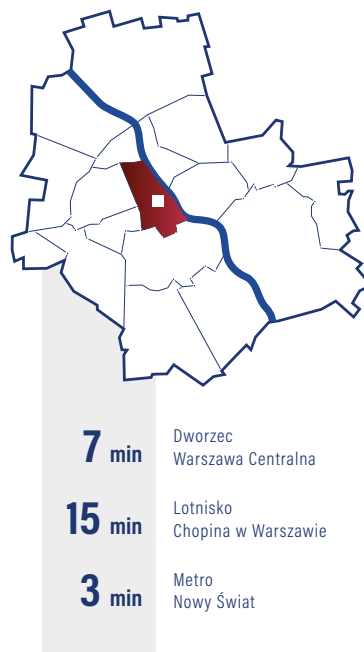 7 min
Dworzec
Warszawa Centralna
15 min
Lotnisko
Chopina w Warszawie
3 min
Metro
Nowy Świat